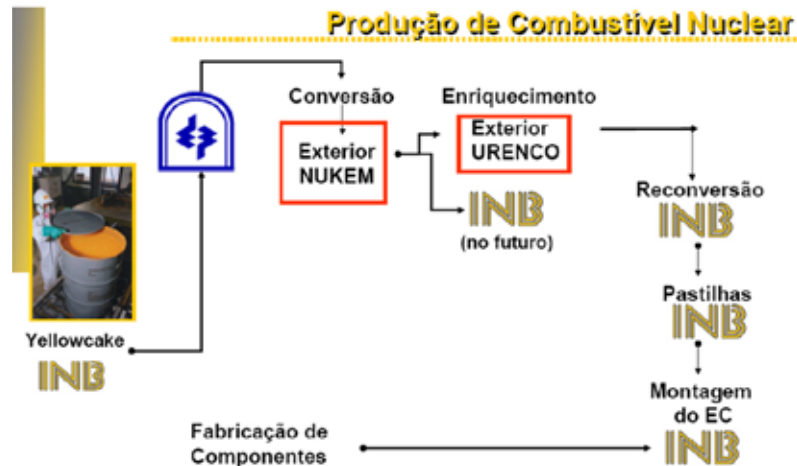 Produção de Combustível Nuclear
Conversão
Exterior
NUKEM
Enriquecimento
Exterior
URENCO
INB
(no futuro)
Reconversão
INB
Pastilhas
INB
Montagem
do EC
INB
Yellowcake
INB
Fabricação de
Componentes